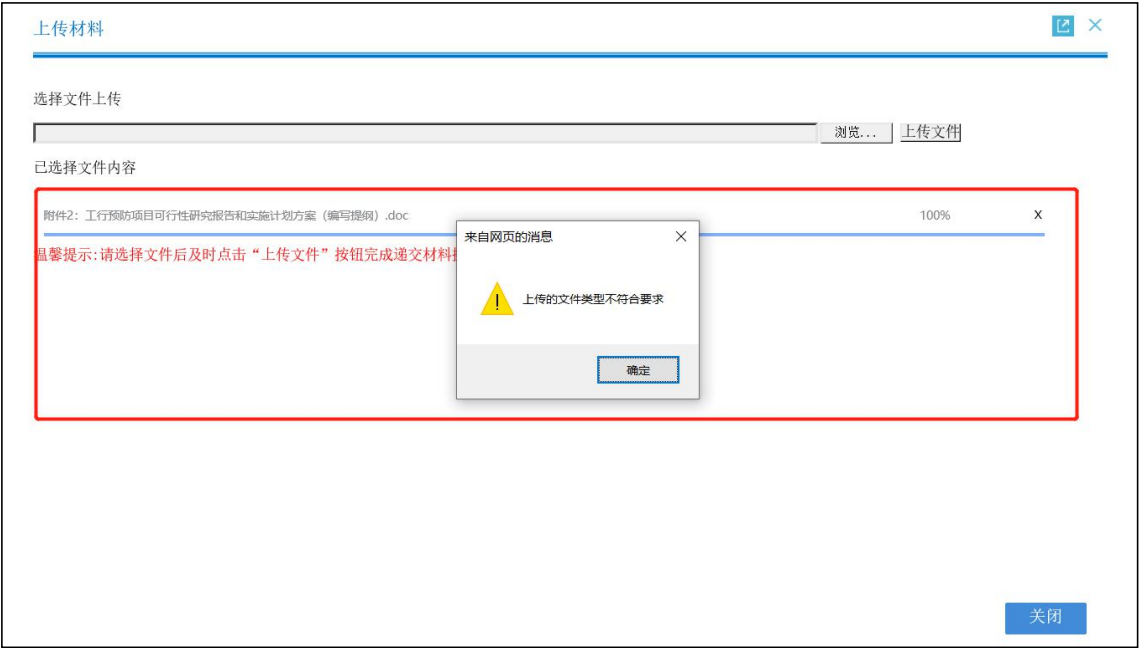 上传材料
选择文件上传
浏览... 上传文件
已选择文件内容
附件2：工行预防项目可行性研究报告和实施计划方案（编写提纲）.doc 100% X
温馨提示:请选择文件后及时点击“上传文件”按钮完成递交材料
来自网页的消息
上传的文件类型不符合要求
确定
关闭